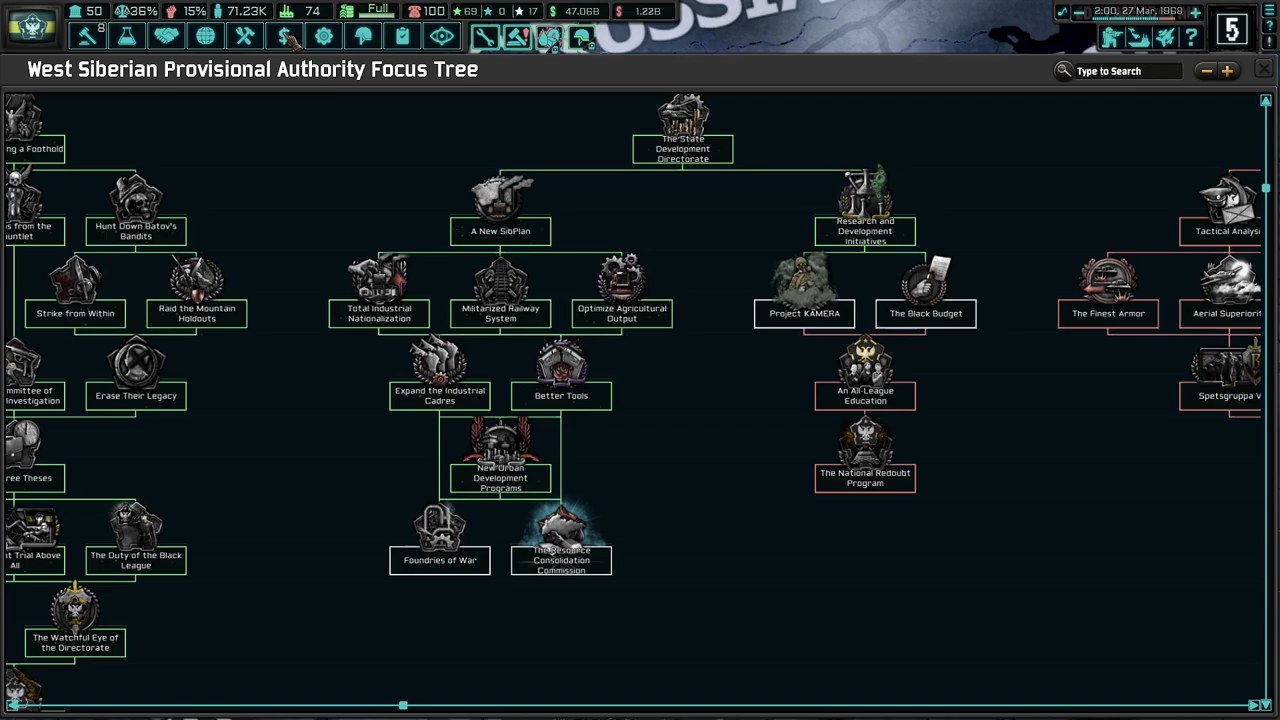 50 36% 15% 71.23K 74 Full 100 69 0 17 $ 47.068 $ 1.228 2:00, 27 Mar, 1968 5
8
West Siberian Provisional Authority Focus Tree
Type to Search
ng a Foothold
The State Development Directorate
Hunt Down Batov's Bandits
A New SibPlan
Research and Development Initiatives
Tactical Analysi
Strike from Within
Raid the Mountain Holdouts
Total Industrial Nationalization
Militarized Railway System
Optimize Agricultural Output
Project KAMERA
The Black Budget
The Finest Armor
Aerial Superiorit
Investigation
Erase Their Legacy
Expand the Industrial Cadres
Better Tools
An All-League Education
Spetsgruppa V
ree Theses
New Urban Development Programs
The National Redoubt Program
nt Trial Above All
The Duty of the Black League
Foundries of War
The Resource Consolidation Commission
The Watchful Eye of the Directorate